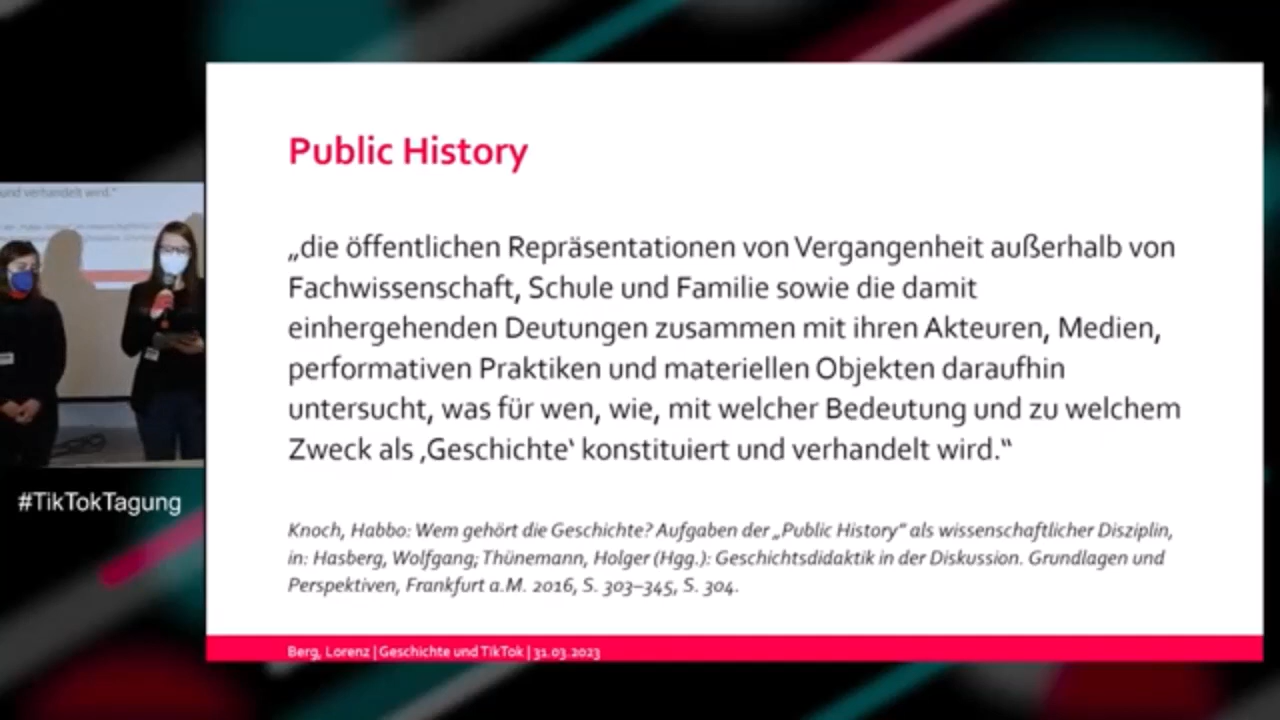 und verhandelt wird."
#TikTokTagung
Public History
„die öffentlichen Repräsentationen von Vergangenheit außerhalb von
Fachwissenschaft, Schule und Familie sowie die damit
einhergehenden Deutungen zusammen mit ihren Akteuren, Medien,
performativen Praktiken und materiellen Objekten daraufhin
untersucht, was für wen, wie, mit welcher Bedeutung und zu welchem
Zweck als ‚Geschichte‘ konstituiert und verhandelt wird.“
Knoch, Habbo: Wem gehört die Geschichte? Aufgaben der „Public History“ als wissenschaftlicher Disziplin,
in: Hasberg, Wolfgang; Thünemann, Holger (Hgg.): Geschichtsdidaktik in der Diskussion. Grundlagen und
Perspektiven, Frankfurt a.M. 2016, S. 303–345, S. 304.
Berg, Lorenz | Geschichte und TikTok | 31.03.2023